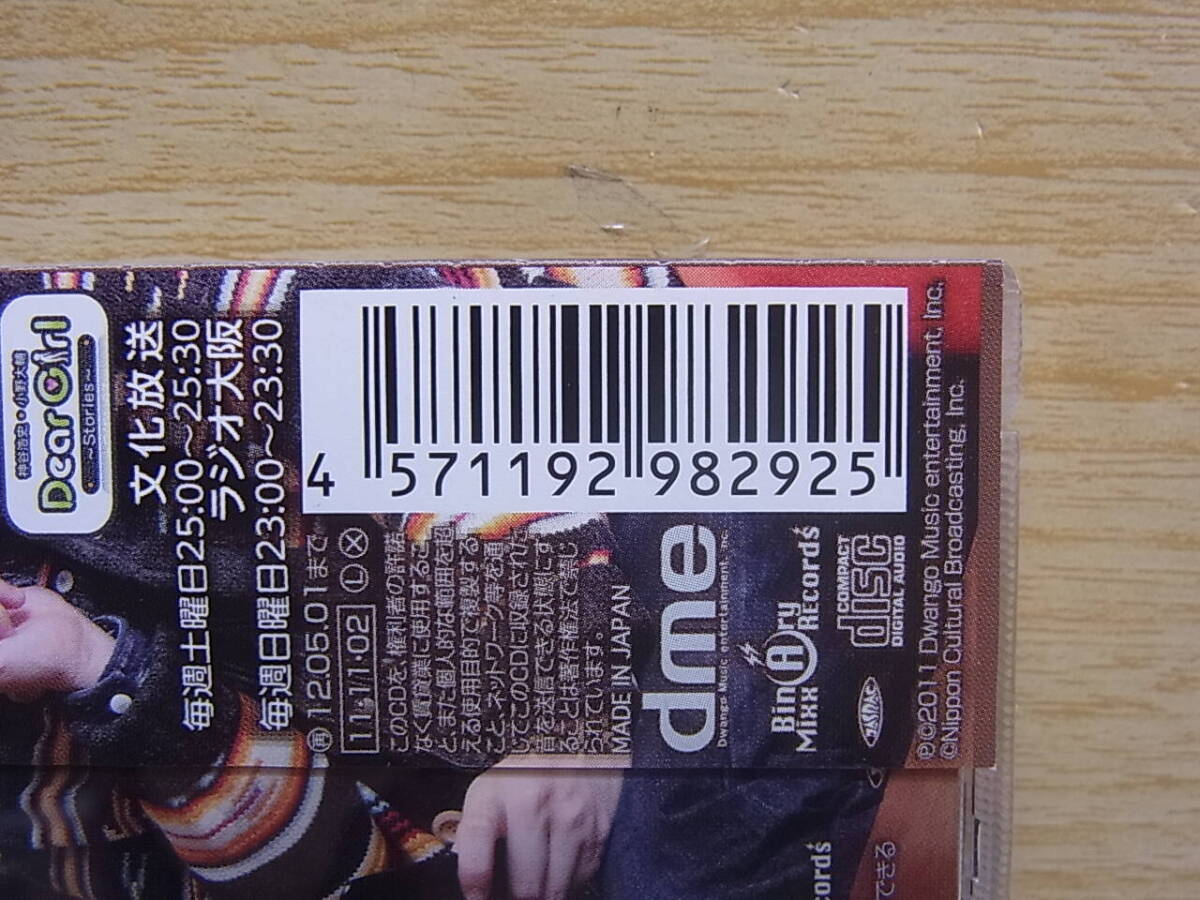 神谷浩史・小野大輔
Dear Girl
～Stories～
文化放送
毎週土曜日25:00～25:30
ラジオ大阪
毎週日曜日23:00～23:30
4 571192 982925
12.05.01まで
11・11・02 Ⓛ Ⓧ
このCDを、権利者の許諾
なく賃貸業に使用するこ
と、また個人的な範囲を超
える使用目的で複製する
こと、ネットワーク等を通
じてこのCDに収録された
音を送信できる状態にす
ることは著作権法で禁じ
られています。
MADE IN JAPAN
dme
Dwango Music entertainment, Inc.
BinAry
MIXX RECords
COMPACT
disc
DIGITAL AUDIO
JASRAC
Ⓟ©2011 Dwango Music entertainment, Inc.
©Nippon Cultural Broadcasting, Inc.
cords
できる